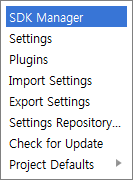 SDK Manager
Settings
Plugins
Import Settings
Export Settings
Settings Repository...
Check for Update
Project Defaults